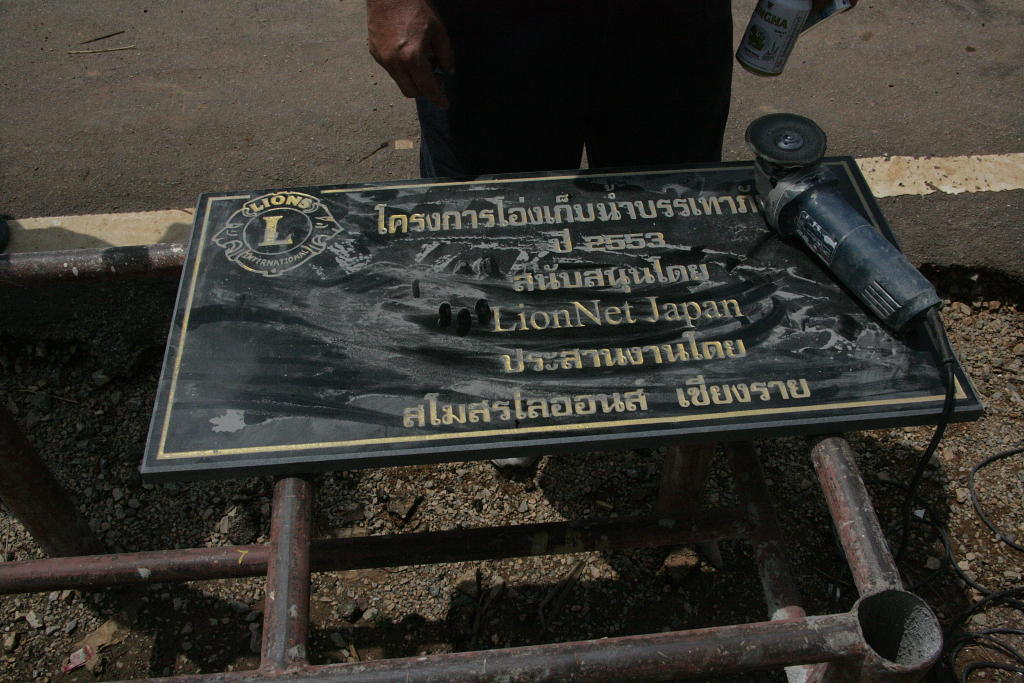 LIONS
L
INTERNATIONAL
โครงการโอ่งเก็บน้ำบรรเทาภั
ปี 2553
สนับสนุนโดย
LionNet Japan
ประสานงานโดย
สโมสรไลออนส์ เชียงราย
7